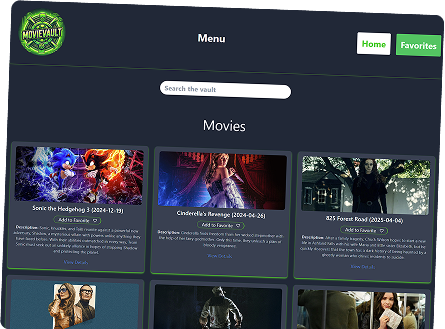 MOVIEVAULT
Menu
Home
Favorites
Search the vault
Movies
Sonic the Hedgehog 3 (2024-12-19)
Add to Favorite ♡
Description: Sonic, Knuckles, and Tails reunite against a powerful new
adversary, Shadow, a mysterious villain with powers unlike anything they
have faced before. With their abilities outmatched in every way, Team
Sonic must seek out an unlikely alliance in hopes of stopping Shadow
and protecting the planet.
View Details
Cinderella's Revenge (2024-04-26)
Add to Favorite ♡
Description: Cinderella finds freedom from her wicked stepmother with
the help of her fairy godmother. Only this time, they unleash a plan of
bloody vengeance.
View Details
825 Forest Road (2025-04-04)
Add to Favorite ♡
Description: After a family tragedy, Chuck Wilson hopes to start a new
life in Ashland Falls with his wife Maria and little sister Elizabeth, but he
quickly discovers that the town has a dark history of being haunted by a
ghostly woman who drives residents to suicide.
View Details